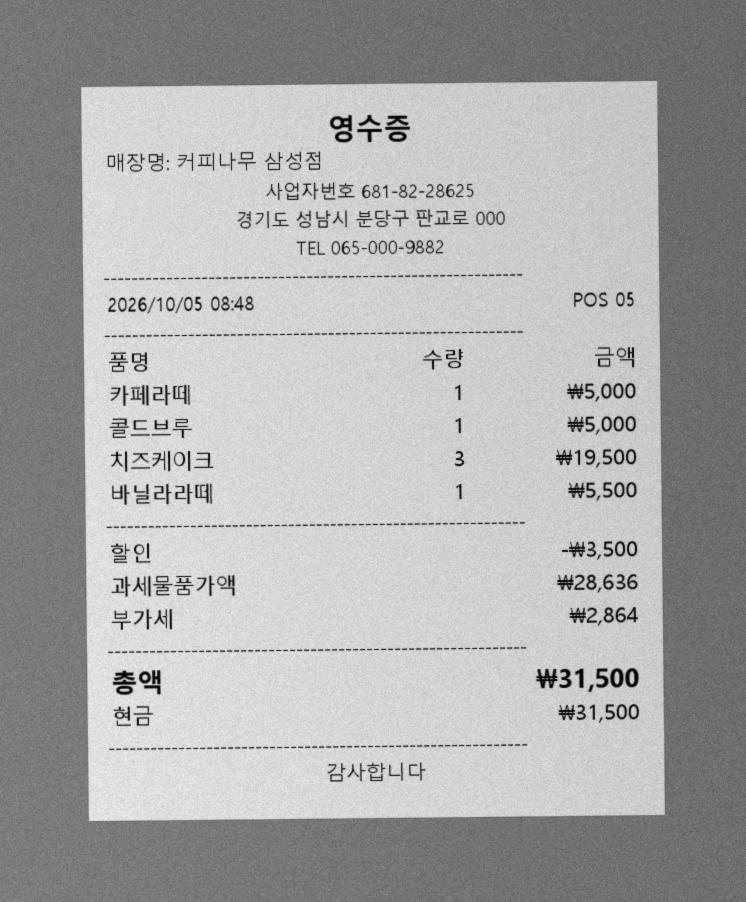 영수증
매장명: 커피나무 삼성점
사업자번호 681-82-28625
경기도 성남시 분당구 판교로 000
TEL 065-000-9882
--------------------------------------------------
2026/10/05 08:48 POS 05
--------------------------------------------------
품명 수량 금액
카페라떼 1 ₩5,000
콜드브루 1 ₩5,000
치즈케이크 3 ₩19,500
바닐라라떼 1 ₩5,500
--------------------------------------------------
할인 -₩3,500
과세물품가액 ₩28,636
부가세 ₩2,864
--------------------------------------------------
총액 ₩31,500
현금 ₩31,500
--------------------------------------------------
감사합니다